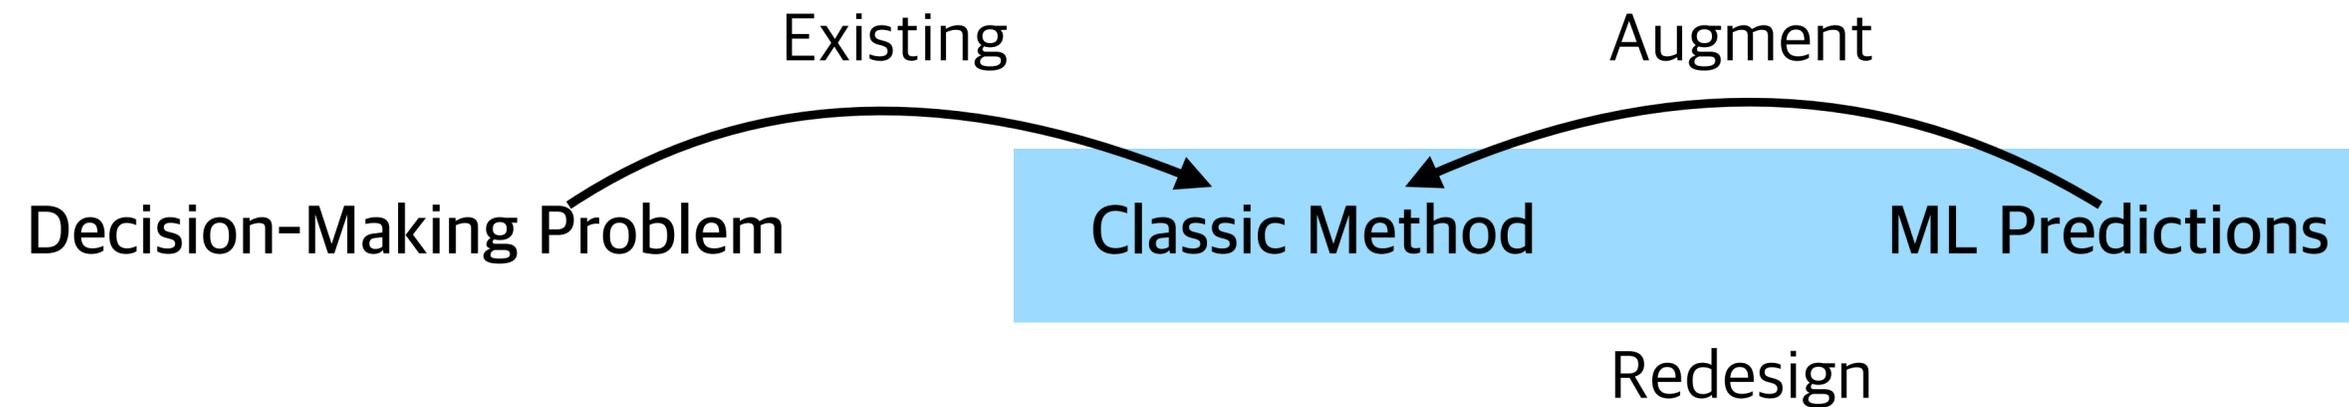 Existing
Augment
Decision-Making Problem
Classic Method
ML Predictions
Redesign